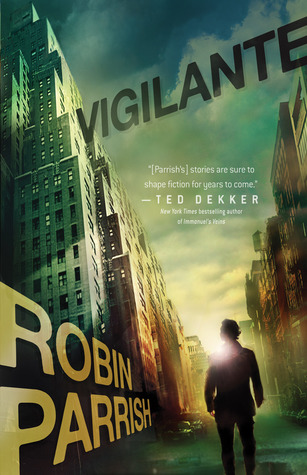 VIGILANTE
"[Parrish's] stories are sure to
shape fiction for years to come."
—TED DEKKER
New York Times bestselling author
of Immanuel's Veins
ROBIN
PARRISH